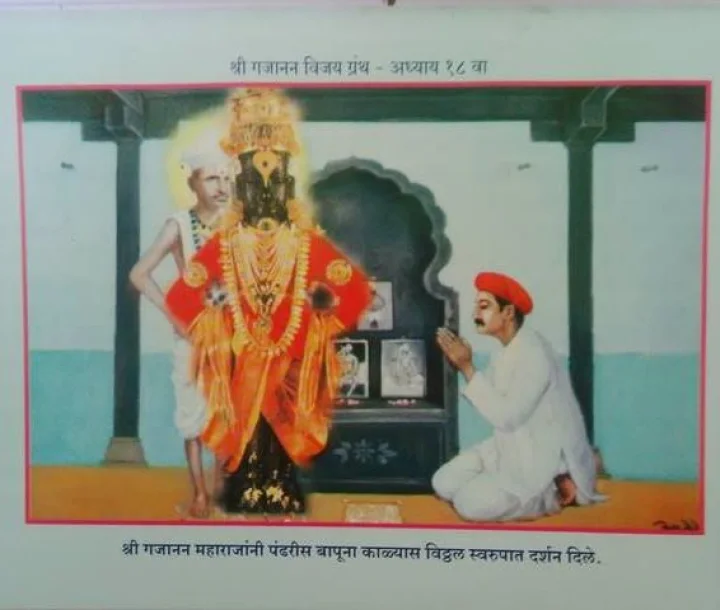 श्री गजानन विजय ग्रंथ - अध्याय १८ वा
श्री गजानन महाराजांनी पंढरीस बापूना काळ्यास विठ्ठल स्वरुपात दर्शन दिले.